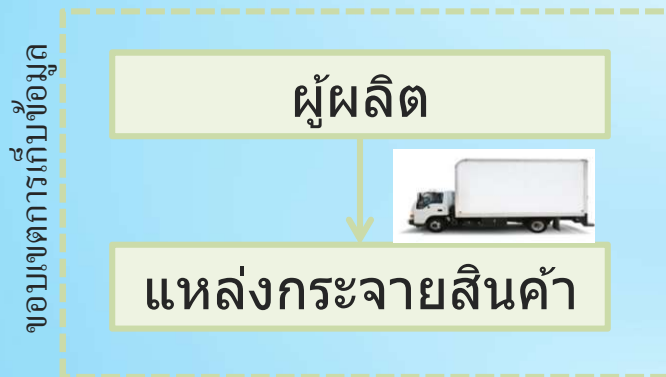 ขอบเขตการเก็บข้อมูล
ผู้ผลิต
แหล่งกระจายสินค้า